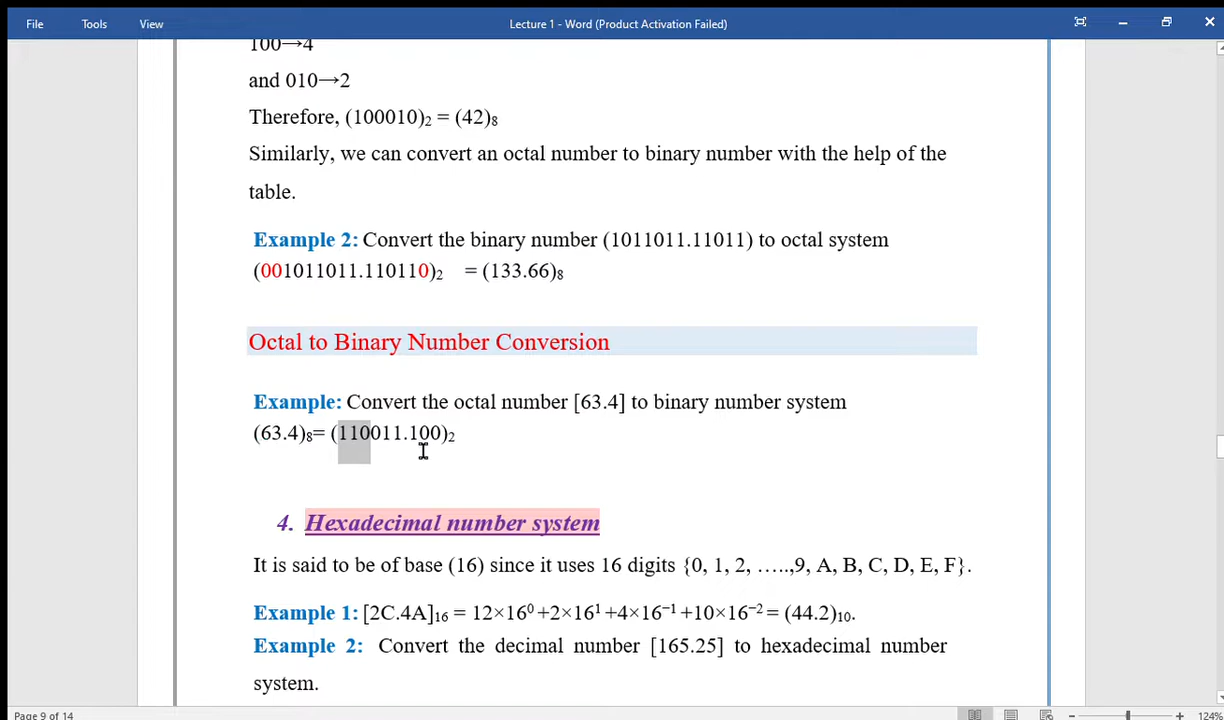 File Tools View Lecture 1 - Word (Product Activation Failed)
100→4
and 010→2
Therefore, (100010)₂ = (42)₈
Similarly, we can convert an octal number to binary number with the help of the
table.
Example 2: Convert the binary number (1011011.11011) to octal system
(001011011.110110)₂ = (133.66)₈
Octal to Binary Number Conversion
Example: Convert the octal number [63.4] to binary number system
(63.4)₈= (110011.100)₂
4. Hexadecimal number system
It is said to be of base (16) since it uses 16 digits {0, 1, 2, …..,9, A, B, C, D, E, F}.
Example 1: [2C.4A]₁₆ = 12×16⁰ +2×16¹ +4×16⁻¹ +10×16⁻² = (44.2)₁₀.
Example 2: Convert the decimal number [165.25] to hexadecimal number
system.
Page 9 of 14 124%